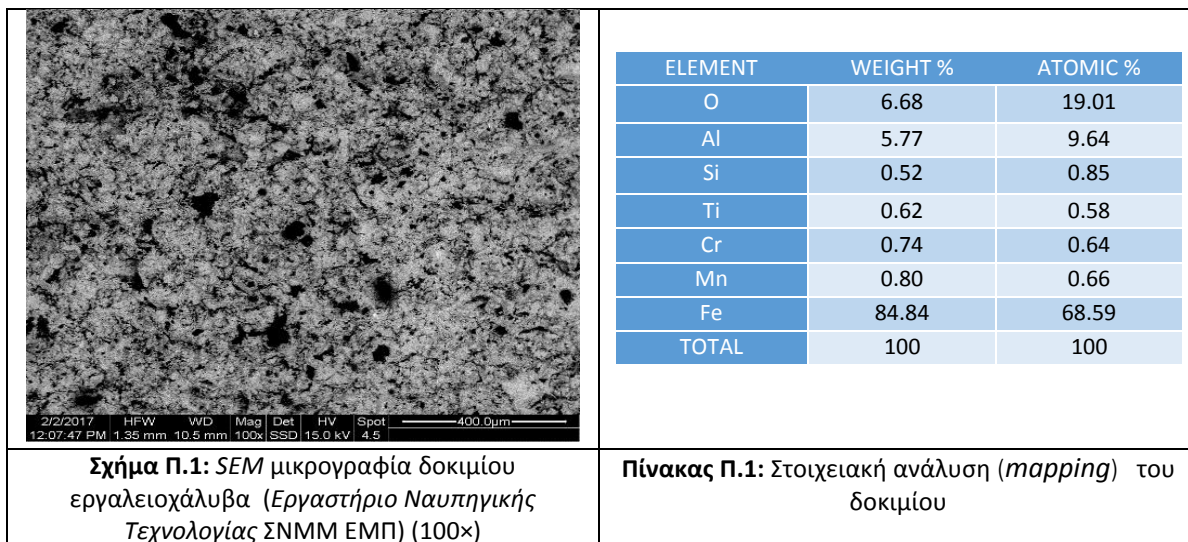 ELEMENT WEIGHT % ATOMIC %
O 6.68 19.01
Al 5.77 9.64
Si 0.52 0.85
Ti 0.62 0.58
Cr 0.74 0.64
Mn 0.80 0.66
Fe 84.84 68.59
TOTAL 100 100
2/2/2017 HFW WD Mag Det HV Spot 400.0μm
12:07:47 PM 1.35 mm 10.5 mm 100x SSD 15.0 kV 4.5
Σχήμα Π.1: SEM μικρογραφία δοκιμίου
εργαλειοχάλυβα (Εργαστήριο Ναυπηγικής
Τεχνολογίας ΣΝΜΜ ΕΜΠ) (100×)
Πίνακας Π.1: Στοιχειακή ανάλυση (mapping) του
δοκιμίου